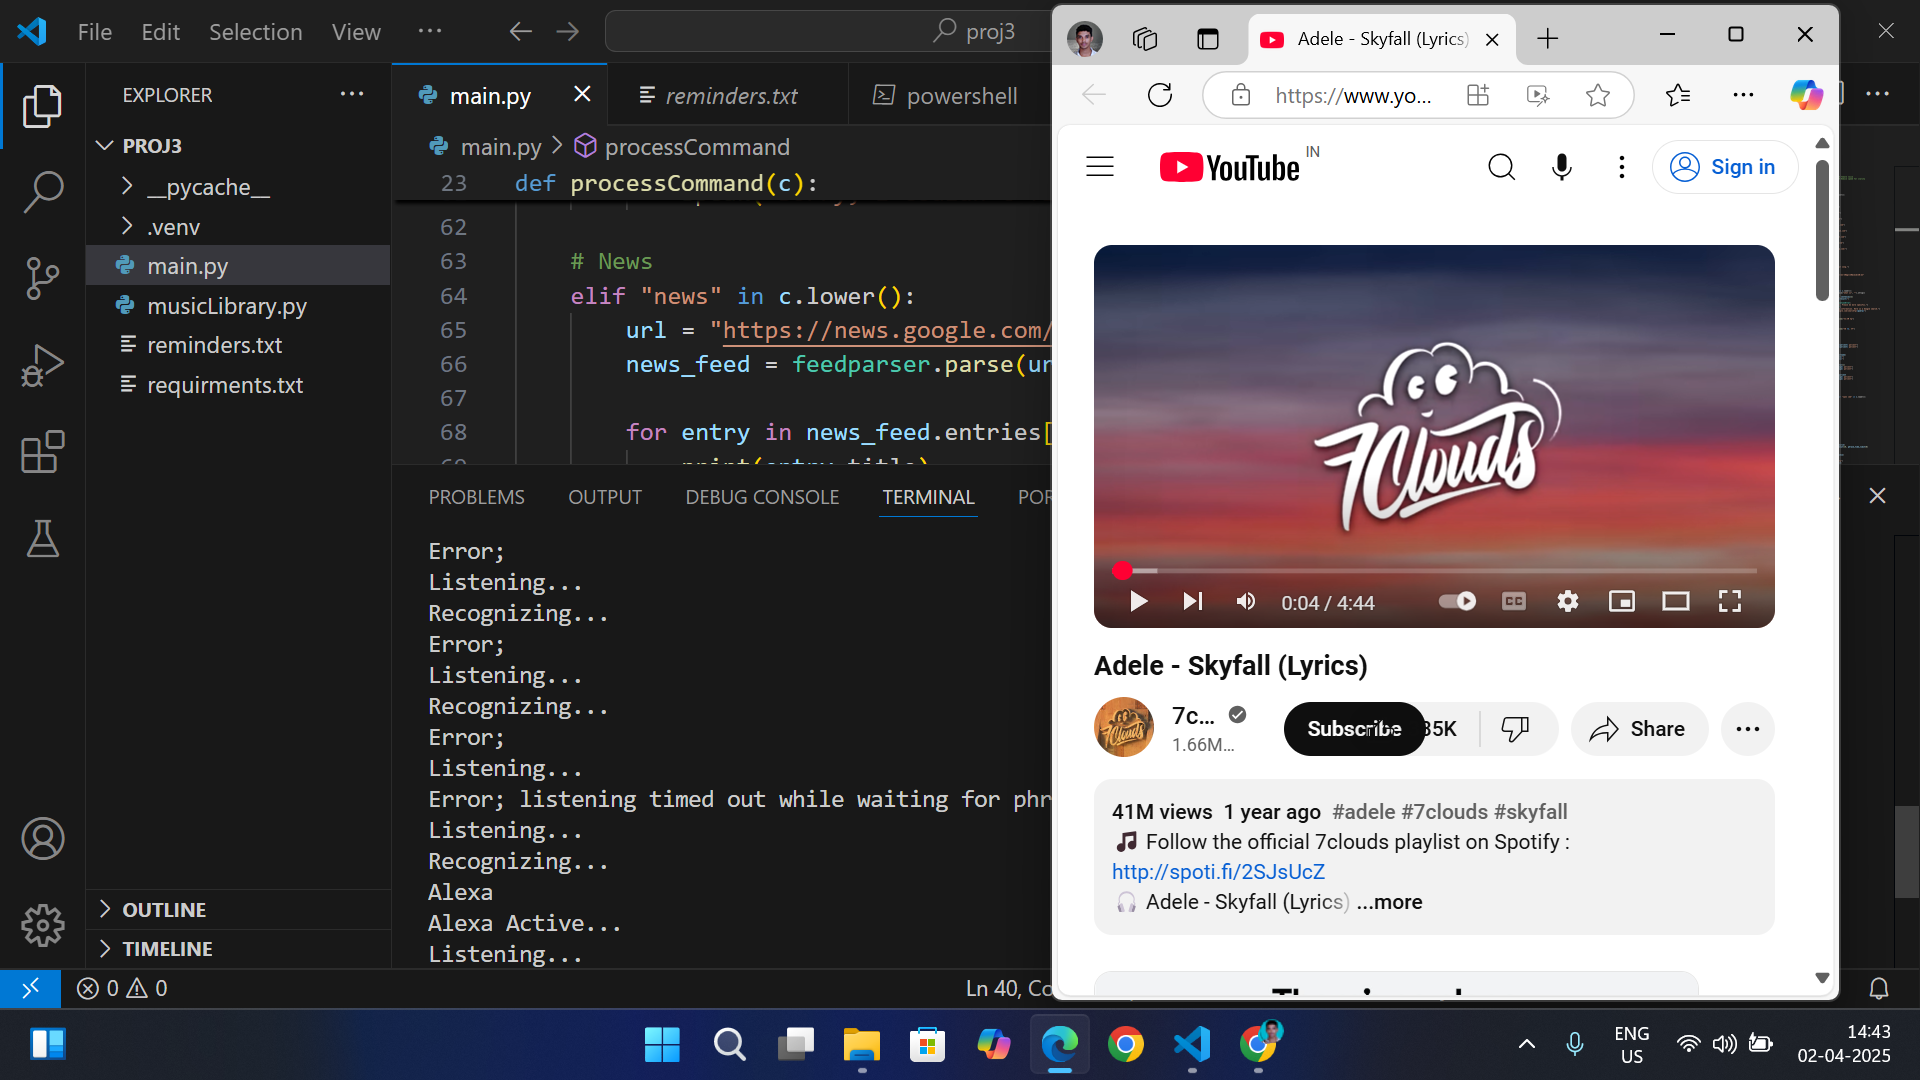 File Edit Selection View
proj3
EXPLORER
PROJ3
__pycache__
.venv
main.py
musicLibrary.py
reminders.txt
requirments.txt
OUTLINE
TIMELINE
main.py reminders.txt powershell
main.py > processCommand
23 def processCommand(c):
62
63 # News
64 elif "news" in c.lower():
65 url = "https://news.google.com/
66 news_feed = feedparser.parse(ur
67
68 for entry in news_feed.entries[
PROBLEMS OUTPUT DEBUG CONSOLE TERMINAL POR
Error;
Listening...
Recognizing...
Error;
Listening...
Recognizing...
Error;
Listening...
Error; listening timed out while waiting for phr
Listening...
Recognizing...
Alexa
Alexa Active...
Listening...
0 0
Ln 40, Co
Adele - Skyfall (Lyrics)
https://www.yo...
YouTube IN
Sign in
7Clouds
0:04 / 4:44
CC
Adele - Skyfall (Lyrics)
7c...
1.66M...
Subscribe 35K
Share
41M views 1 year ago #adele #7clouds #skyfall
Follow the official 7clouds playlist on Spotify :
http://spoti.fi/2SJsUcZ
Adele - Skyfall (Lyrics) ...more
ENG
US
14:43
02-04-2025